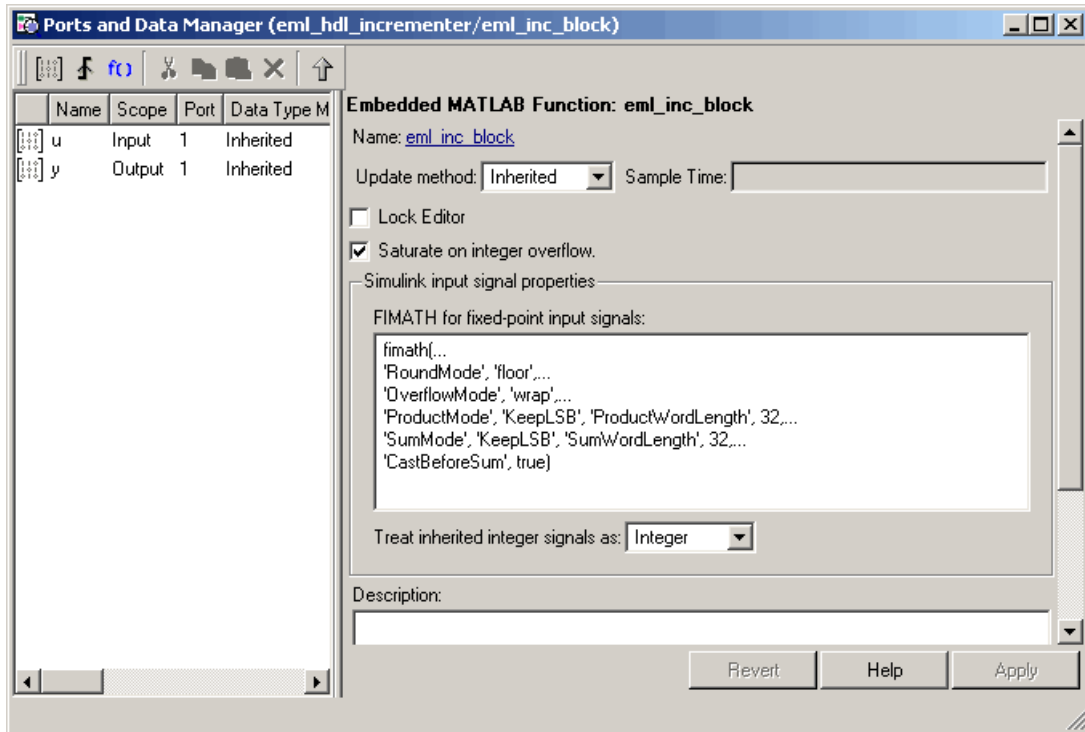 Ports and Data Manager (eml_hdl_incrementer/eml_inc_block)
f()
Name Scope Port Data Type M
u Input 1 Inherited
y Output 1 Inherited
Embedded MATLAB Function: eml_inc_block
Name: eml_inc_block
Update method: Inherited Sample Time:
Lock Editor
Saturate on integer overflow.
Simulink input signal properties
FIMATH for fixed-point input signals:
fimath(...
'RoundMode', 'floor',...
'OverflowMode', 'wrap',...
'ProductMode', 'KeepLSB', 'ProductWordLength', 32,...
'SumMode', 'KeepLSB', 'SumWordLength', 32,...
'CastBeforeSum', true)
Treat inherited integer signals as: Integer
Description:
Revert Help Apply